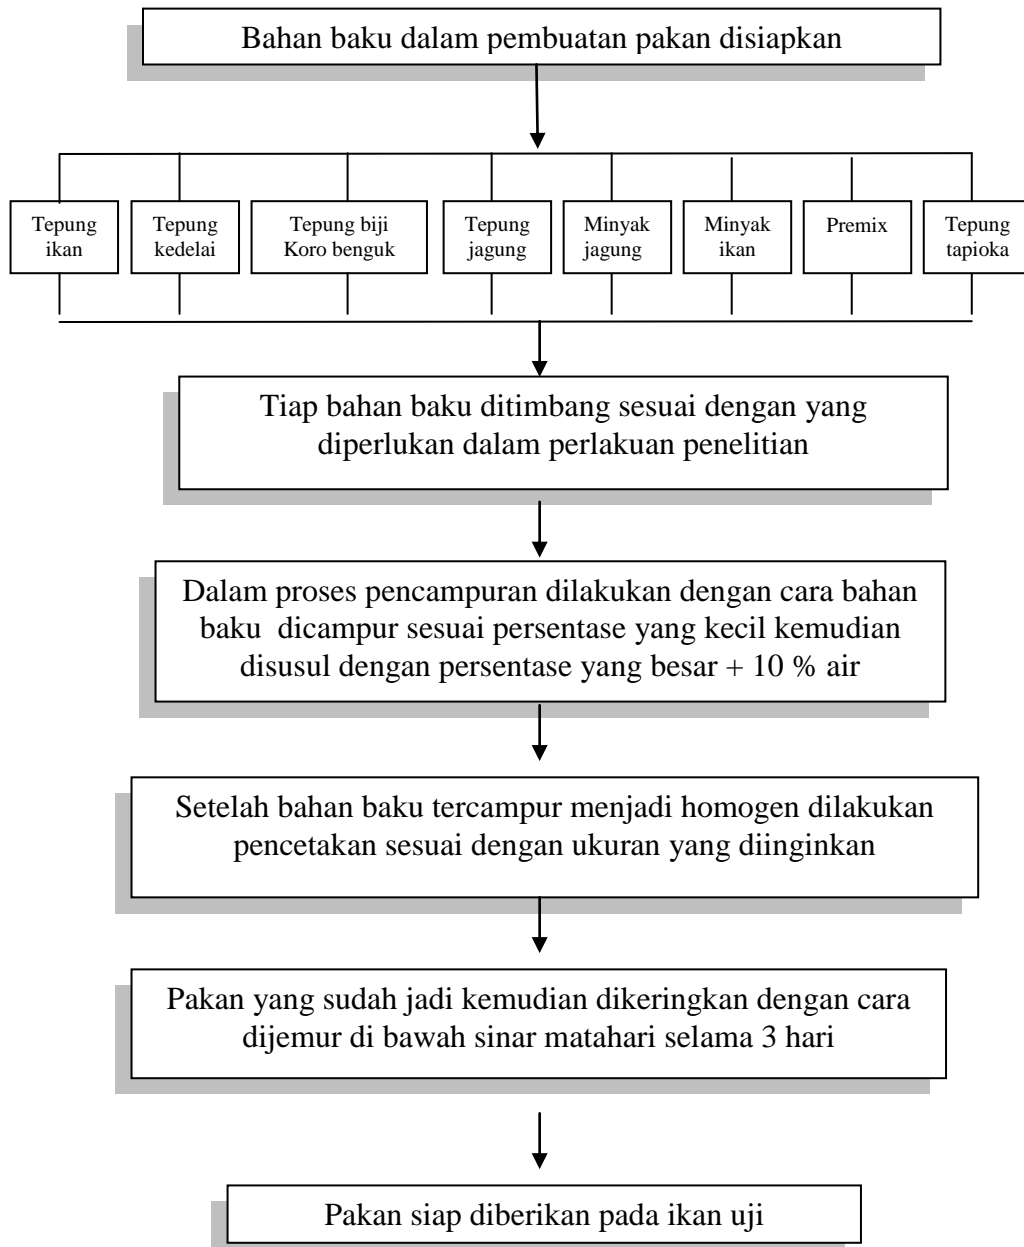 Bahan baku dalam pembuatan pakan disiapkan
Tepung
ikan
Tepung
kedelai
Tepung biji
Koro benguk
Tepung
jagung
Minyak
jagung
Minyak
ikan
Premix
Tepung
tapioka
Tiap bahan baku ditimbang sesuai dengan yang
diperlukan dalam perlakuan penelitian
Dalam proses pencampuran dilakukan dengan cara bahan
baku dicampur sesuai persentase yang kecil kemudian
disusul dengan persentase yang besar + 10 % air
Setelah bahan baku tercampur menjadi homogen dilakukan
pencetakan sesuai dengan ukuran yang diinginkan
Pakan yang sudah jadi kemudian dikeringkan dengan cara
dijemur di bawah sinar matahari selama 3 hari
Pakan siap diberikan pada ikan uji